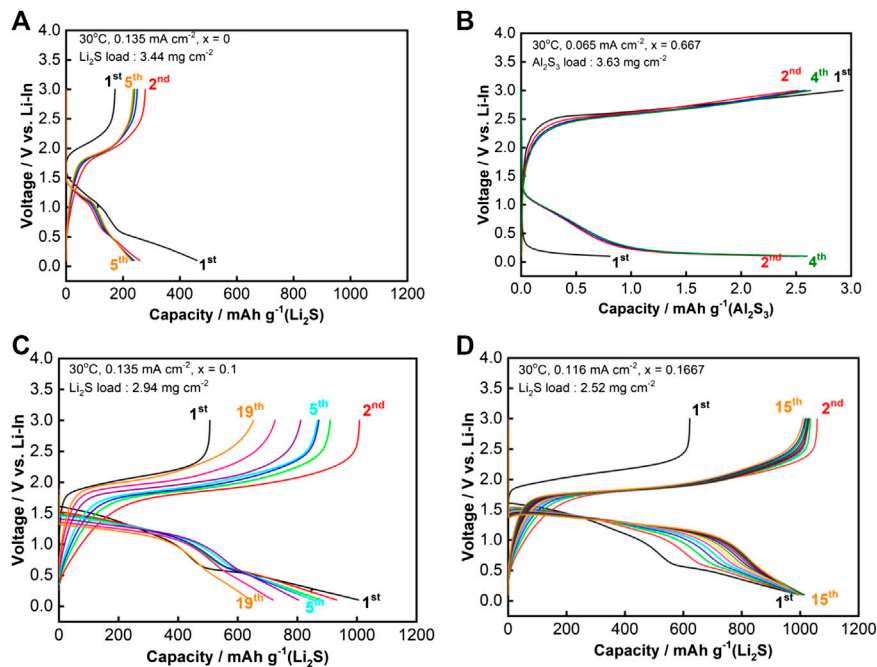 A
30°C, 0.135 mA cm⁻², x = 0
Li₂S load : 3.44 mg cm⁻²
1ˢᵗ
5ᵗʰ
2ⁿᵈ
5ᵗʰ
1ˢᵗ
4.0
3.5
3.0
2.5
2.0
1.5
1.0
0.5
0.0
Voltage / V vs. Li-In
0 200 400 600 800 1000 1200
Capacity / mAh g⁻¹(Li₂S)
B
30°C, 0.065 mA cm⁻², x = 0.667
Al₂S₃ load : 3.63 mg cm⁻²
2ⁿᵈ
4ᵗʰ
1ˢᵗ
1ˢᵗ
2ⁿᵈ
4ᵗʰ
4.0
3.5
3.0
2.5
2.0
1.5
1.0
0.5
0.0
Voltage / V vs. Li-In
0.0 0.5 1.0 1.5 2.0 2.5 3.0
Capacity / mAh g⁻¹(Al₂S₃)
C
30°C, 0.135 mA cm⁻², x = 0.1
Li₂S load : 2.94 mg cm⁻²
1ˢᵗ
19ᵗʰ
5ᵗʰ
2ⁿᵈ
19ᵗʰ
5ᵗʰ
1ˢᵗ
4.0
3.5
3.0
2.5
2.0
1.5
1.0
0.5
0.0
Voltage / V vs. Li-In
0 200 400 600 800 1000 1200
Capacity / mAh g⁻¹(Li₂S)
D
30°C, 0.116 mA cm⁻², x = 0.1667
Li₂S load : 2.52 mg cm⁻²
1ˢᵗ
15ᵗʰ
2ⁿᵈ
1ˢᵗ
15ᵗʰ
4.0
3.5
3.0
2.5
2.0
1.5
1.0
0.5
0.0
Voltage / V vs. Li-In
0 200 400 600 800 1000 1200
Capacity / mAh g⁻¹(Li₂S)